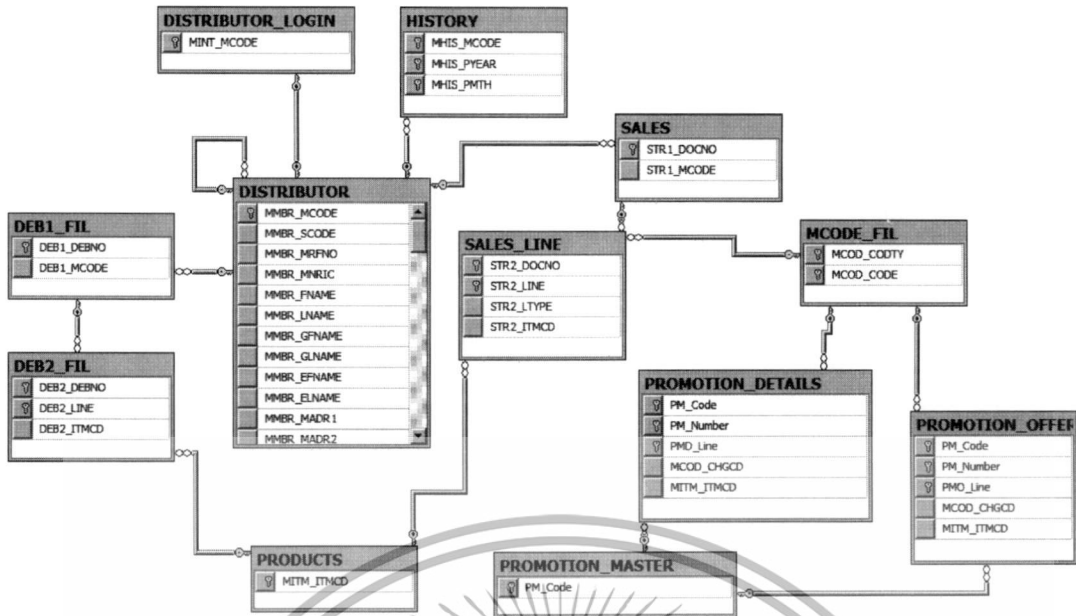 DISTRIBUTOR_LOGIN
MINT_MCODE
HISTORY
MHIS_MCODE
MHIS_PYEAR
MHIS_PMTH
SALES
STR1_DOCNO
STR1_MCODE
DISTRIBUTOR
MMBR_MCODE
MMBR_SCODE
MMBR_MRFNO
MMBR_MNRIC
MMBR_FNAME
MMBR_LNAME
MMBR_GFNAME
MMBR_GLNAME
MMBR_EFNAME
MMBR_ELNAME
MMBR_MADR1
MMBR_MADR2
DEB1_FIL
DEB1_DEBNO
DEB1_MCODE
SALES_LINE
STR2_DOCNO
STR2_LINE
STR2_LTYPE
STR2_ITMCD
MCODE_FIL
MCOD_CODTY
MCOD_CODE
DEB2_FIL
DEB2_DEBNO
DEB2_LINE
DEB2_ITMCD
PROMOTION_DETAILS
PM_Code
PM_Number
PMD_Line
MCOD_CHGCD
MITM_ITMCD
PROMOTION_OFFER
PM_Code
PM_Number
PMO_Line
MCOD_CHGCD
MITM_ITMCD
PRODUCTS
MITM_ITMCD
PROMOTION_MASTER
PM_Code